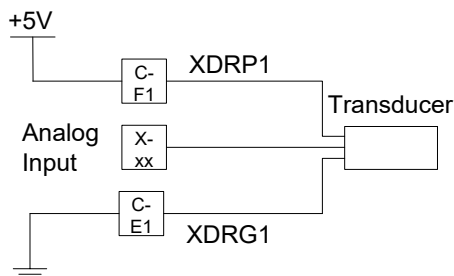 +5V
C-
F1
XDRP1
Transducer
Analog
Input
X-
xx
C-
E1
XDRG1